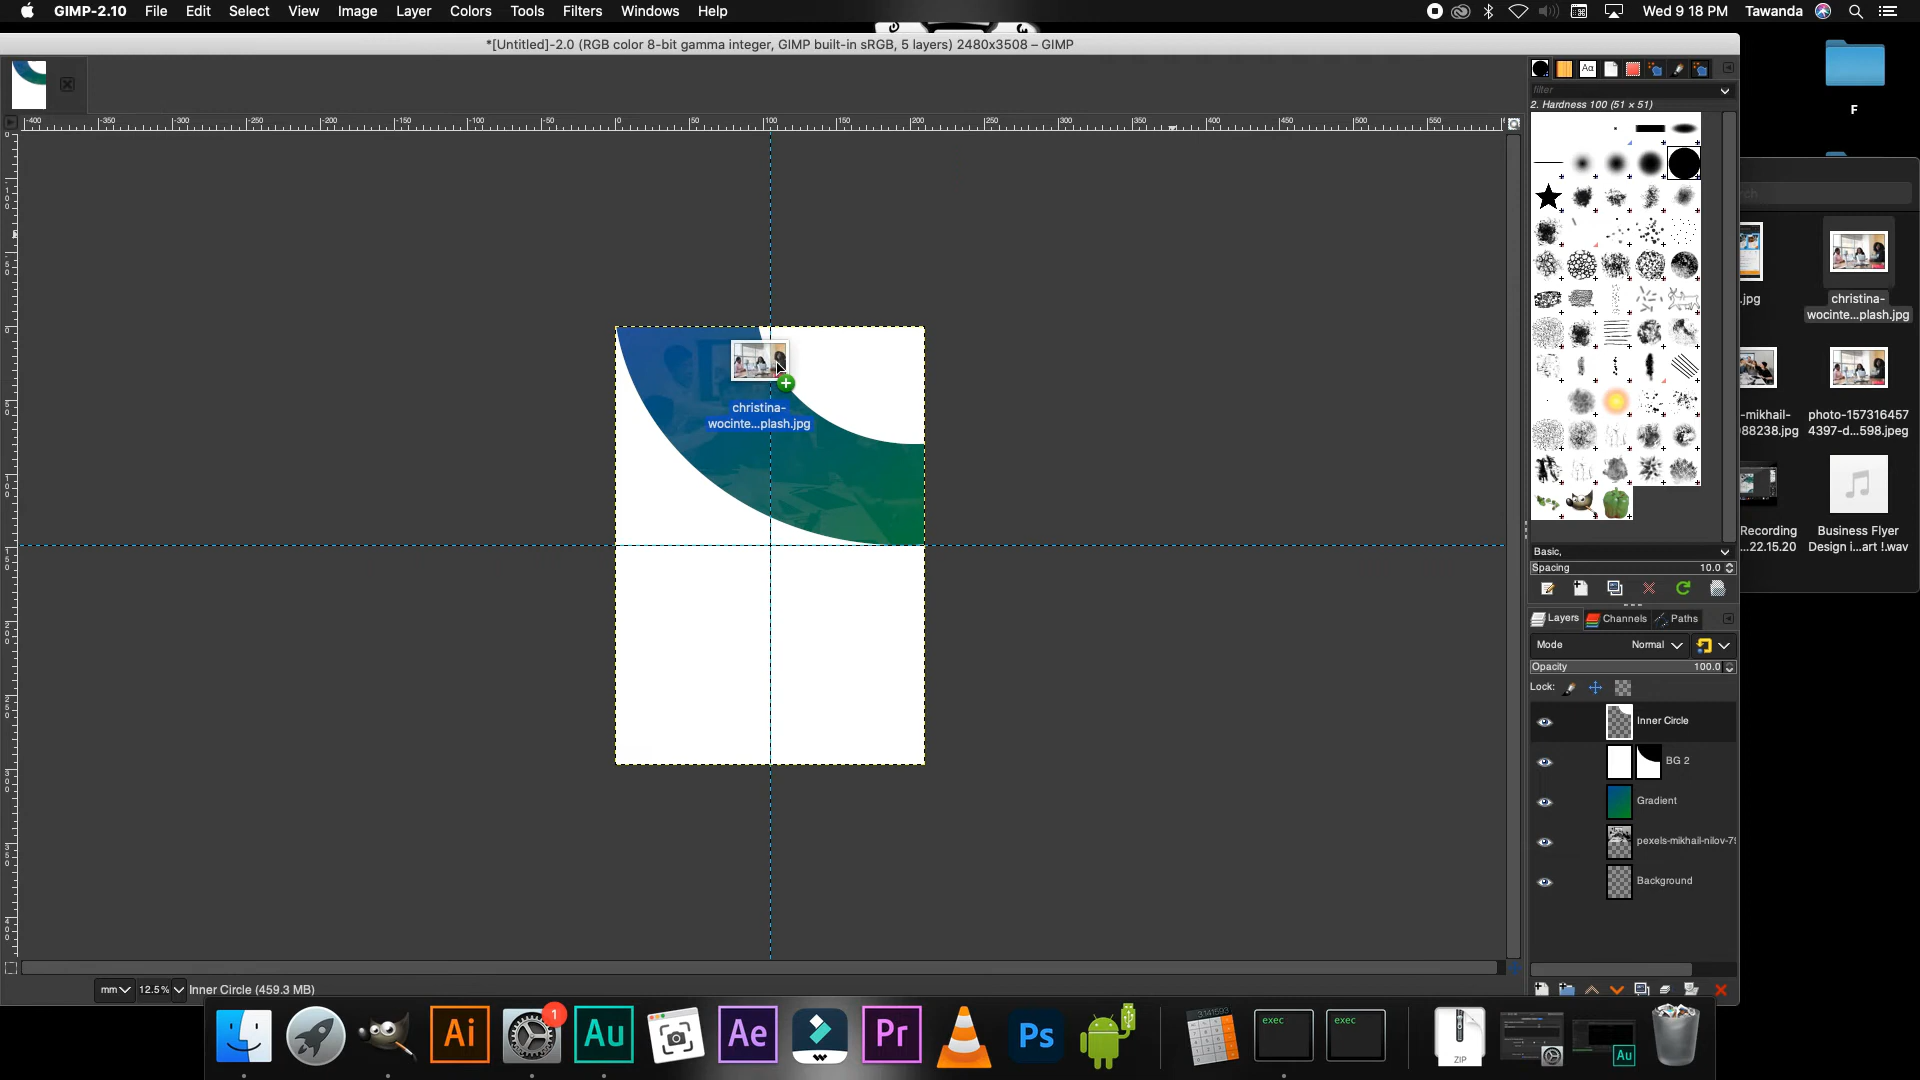 GIMP-2.10 File Edit Select View Image Layer Colors Tools Filters Windows Help
Wed 9 18 PM Tawanda
*[Untitled]-2.0 (RGB color 8-bit gamma integer, GIMP built-in sRGB, 5 layers) 2480x3508 – GIMP
filter
2. Hardness 100 (51 × 51)
F
.jpg
christina-
wocinte...plash.jpg
-mikhail-
988238.jpg
photo-157316457
4397-d...598.jpeg
Recording
...22.15.20
Business Flyer
Design i...art !.wav
christina-
wocinte...plash.jpg
Basic,
Spacing 10.0
Layers Channels Paths
Mode Normal
Opacity 100.0
Lock:
Inner Circle
BG 2
Gradient
pexels-mikhail-nilov-79
Background
mm 12.5% Inner Circle (459.3 MB)
Ai
1
Au
Ae
Pr
Ps
exec
exec
ZIP
Au